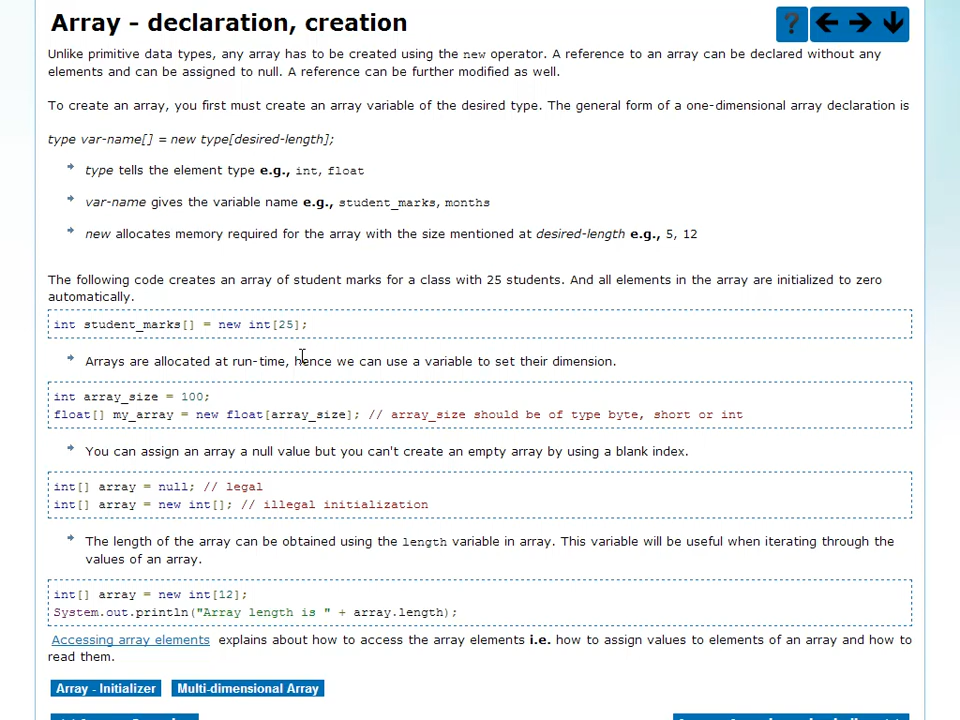 Array - declaration, creation
?
Unlike primitive data types, any array has to be created using the new operator. A reference to an array can be declared without any
elements and can be assigned to null. A reference can be further modified as well.
To create an array, you first must create an array variable of the desired type. The general form of a one-dimensional array declaration is
type var-name[] = new type[desired-length];
type tells the element type e.g., int, float
var-name gives the variable name e.g., student_marks, months
new allocates memory required for the array with the size mentioned at desired-length e.g., 5, 12
The following code creates an array of student marks for a class with 25 students. And all elements in the array are initialized to zero
automatically.
int student_marks[] = new int[25];
Arrays are allocated at run-time, hence we can use a variable to set their dimension.
int array_size = 100;
float[] my_array = new float[array_size]; // array_size should be of type byte, short or int
You can assign an array a null value but you can't create an empty array by using a blank index.
int[] array = null; // legal
int[] array = new int[]; // illegal initialization
The length of the array can be obtained using the length variable in array. This variable will be useful when iterating through the
values of an array.
int[] array = new int[12];
System.out.println("Array length is " + array.length);
Accessing array elements explains about how to access the array elements i.e. how to assign values to elements of an array and how to
read them.
Array - Initializer Multi-dimensional Array